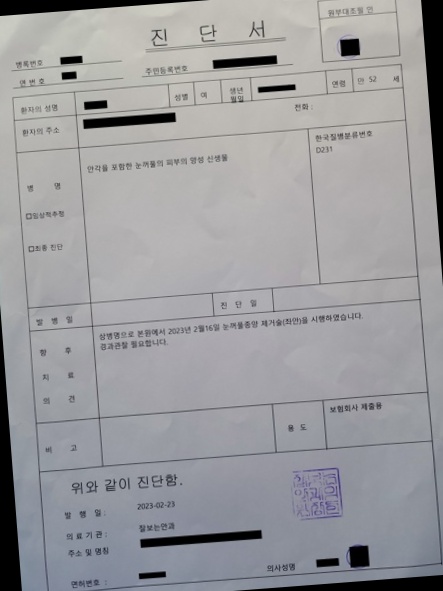 원부대조필 인
진 단 서
병록번호
연 번 호
주민등록번호
환자의 성명
성별 여
생년
월일
연령 만 52 세
환자의 주소
전화 :
병 명
안각을 포함한 눈꺼풀의 피부의 양성 신생물
한국질병분류번호
D231
□임상적추정
□최종 진단
발 병 일
진 단 일
향 후
치 료
의 견
상병명으로 본원에서 2023년 2월16일 눈꺼풀종양 제거술(좌안)을 시행하였습니다.
경과관찰 필요합니다.
비 고
용 도
보험회사 제출용
위와 같이 진단함.
발 행 일 : 2023-02-23
의 료 기 관 : 잘보는안과
주소 및 명칭
면허번호 :
의사성명